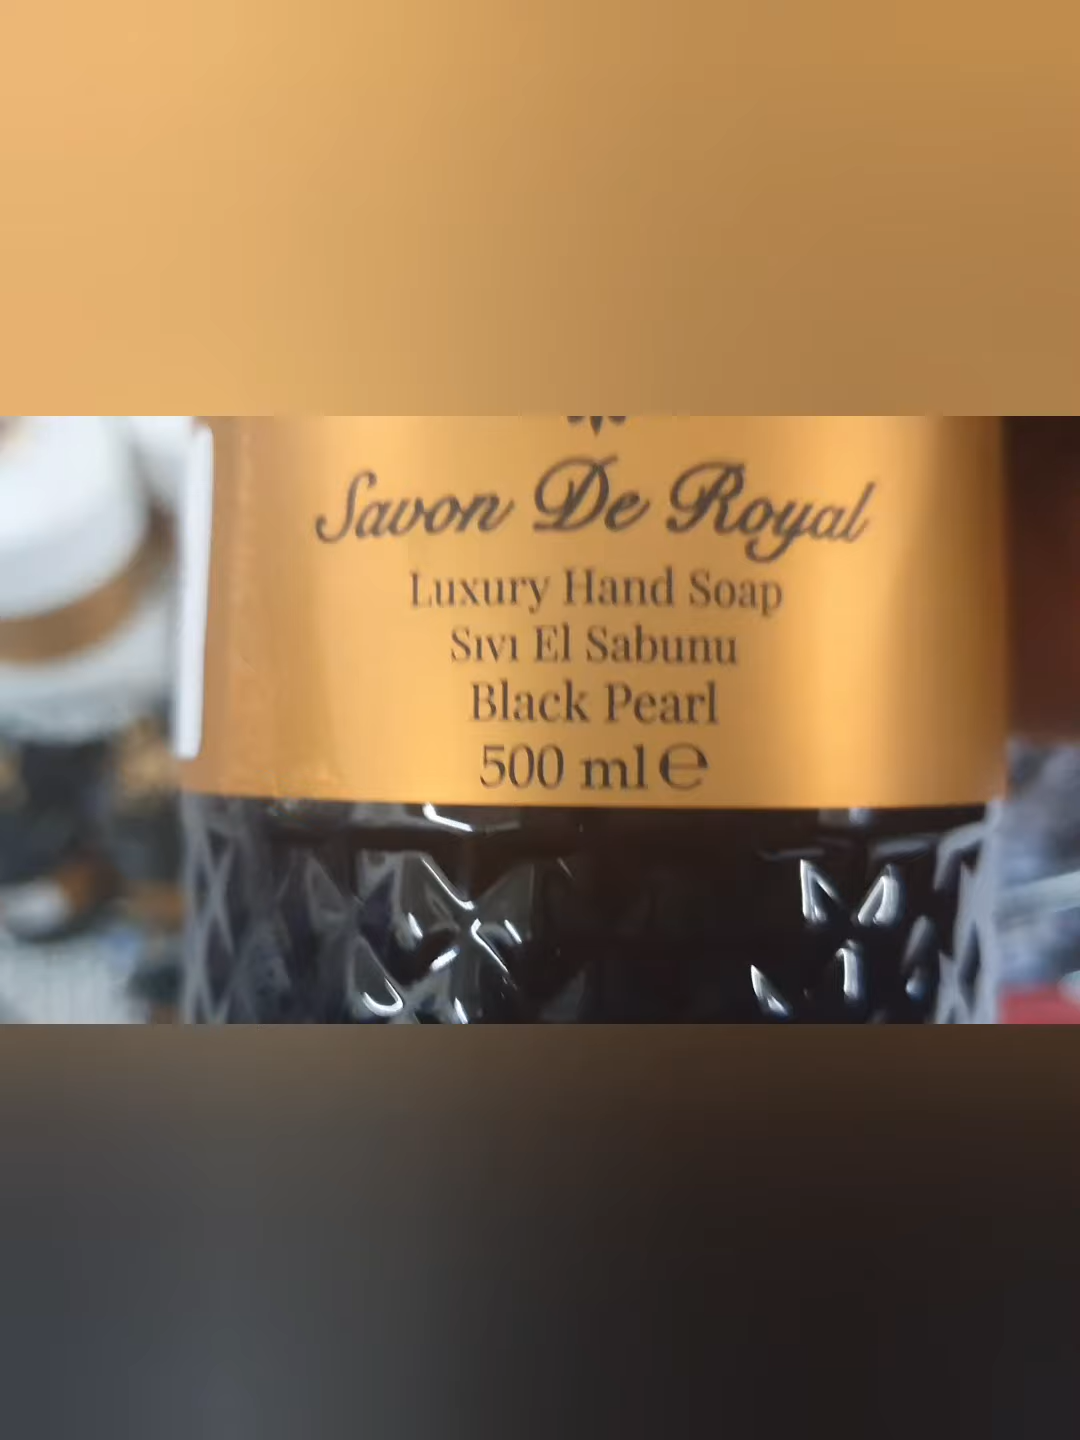 Savon De Royal
Luxury Hand Soap
Sıvı El Sabunu
Black Pearl
500 ml ℮